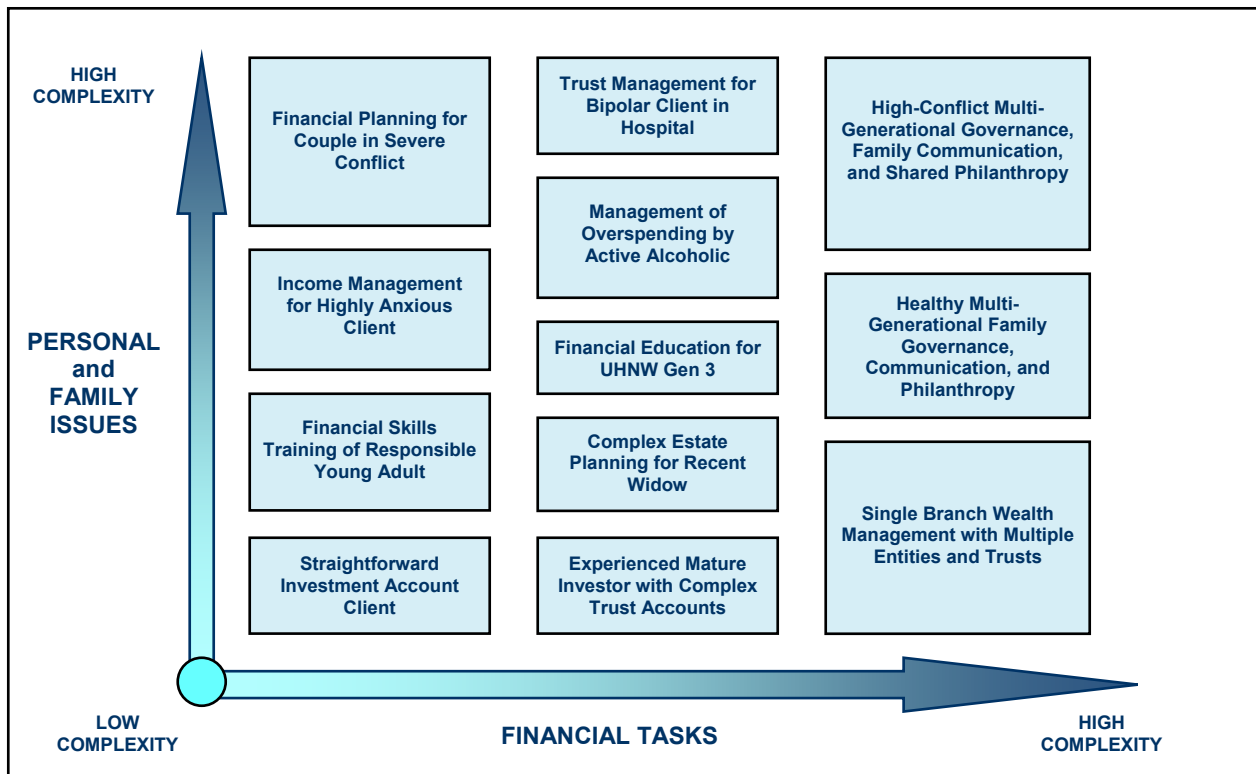 HIGH
COMPLEXITY
PERSONAL
and
FAMILY
ISSUES
Financial Planning for
Couple in Severe
Conflict
Income Management
for Highly Anxious
Client
Financial Skills
Training of Responsible
Young Adult
Straightforward
Investment Account
Client
Trust Management for
Bipolar Client in
Hospital
Management of
Overspending by
Active Alcoholic
Financial Education for
UHNW Gen 3
Complex Estate
Planning for Recent
Widow
Experienced Mature
Investor with Complex
Trust Accounts
High-Conflict Multi-
Generational Governance,
Family Communication,
and Shared Philanthropy
Healthy Multi-
Generational Family
Governance,
Communication, and
Philanthropy
Single Branch Wealth
Management with Multiple
Entities and Trusts
LOW
COMPLEXITY
FINANCIAL TASKS
HIGH
COMPLEXITY